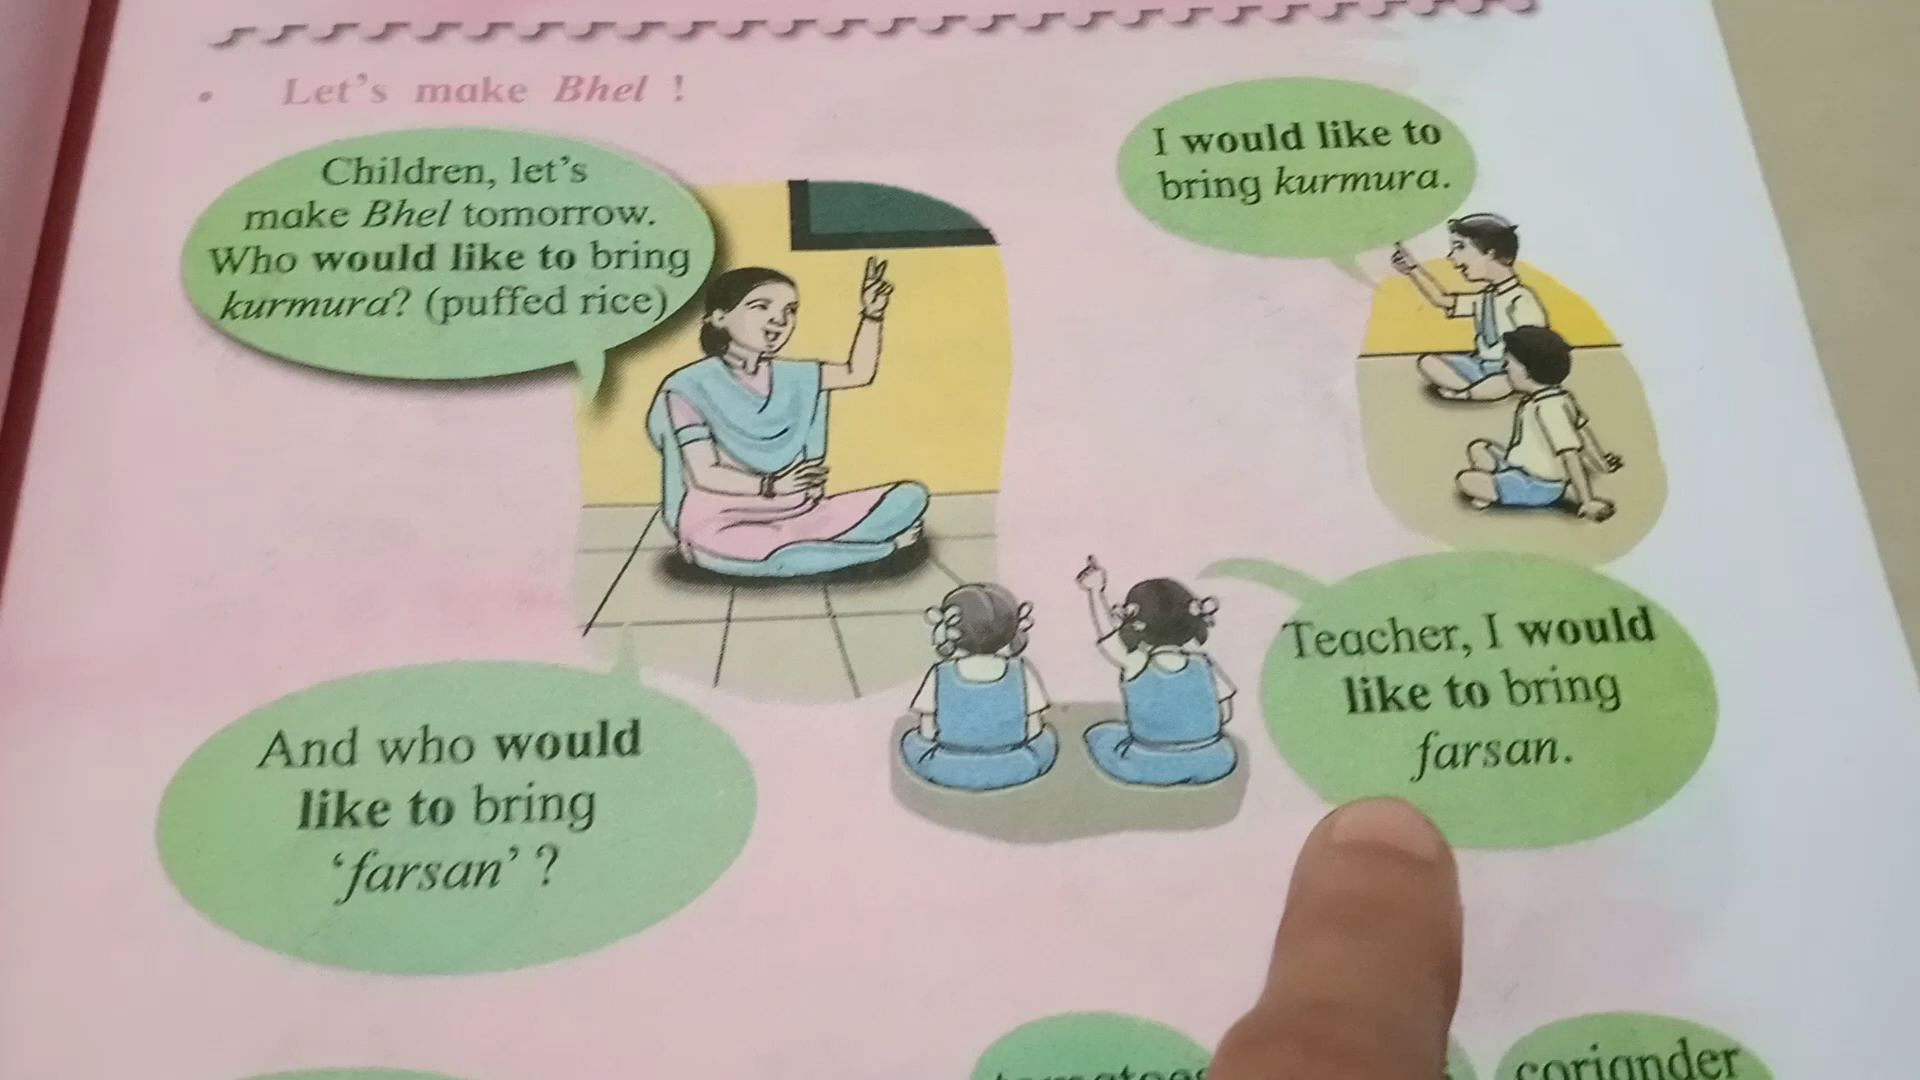 • Let's make Bhel !
Children, let's
make Bhel tomorrow.
Who would like to bring
kurmura? (puffed rice)
I would like to
bring kurmura.
And who would
like to bring
‘farsan’ ?
Teacher, I would
like to bring
farsan.
coriander